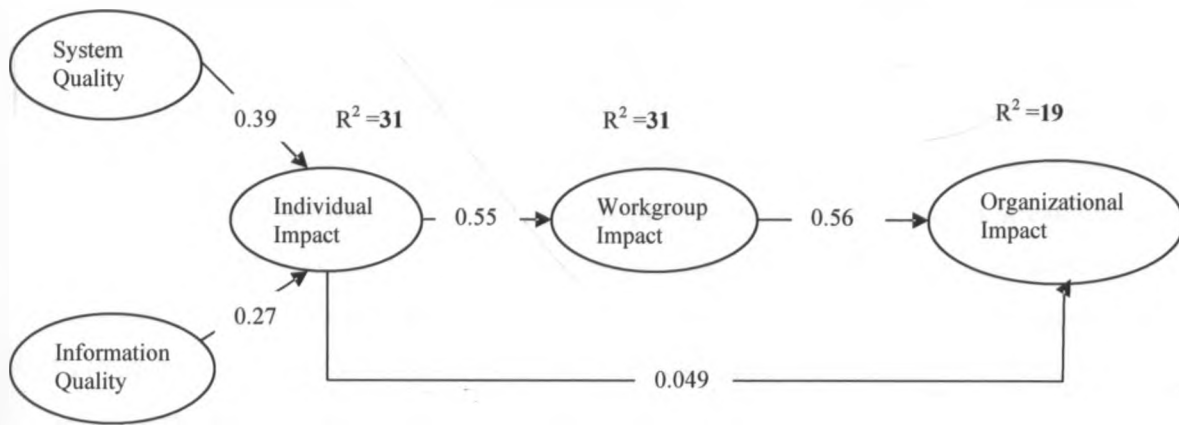 System
Quality
0.39
R² =31
R² =31
R² =19
Individual
Impact
0.55
Workgroup
Impact
0.56
Organizational
Impact
0.27
Information
Quality
0.049